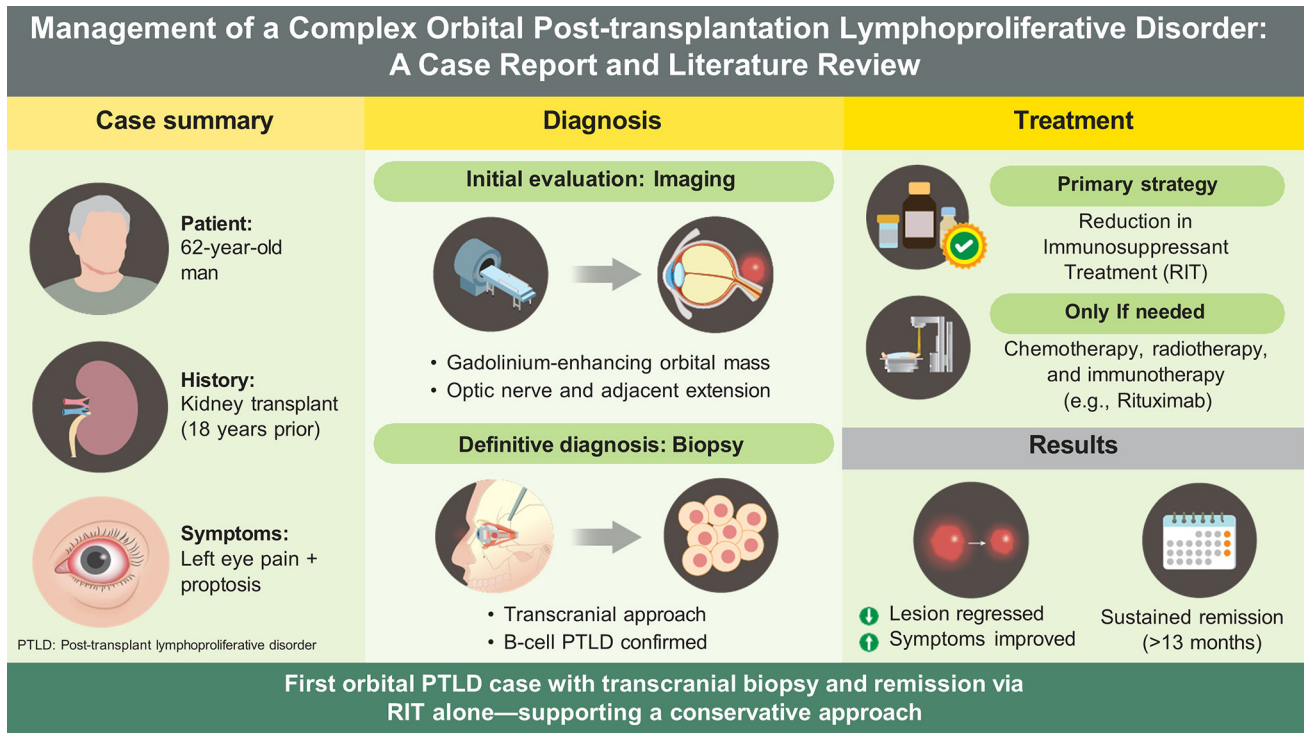 Management of a Complex Orbital Post-transplantation Lymphoproliferative Disorder:
A Case Report and Literature Review
Case summary
Patient:
62-year-old
man
History:
Kidney transplant
(18 years prior)
Symptoms:
Left eye pain +
proptosis
PTLD: Post-transplant lymphoproliferative disorder
Diagnosis
Initial evaluation: Imaging
• Gadolinium-enhancing orbital mass
• Optic nerve and adjacent extension
Definitive diagnosis: Biopsy
• Transcranial approach
• B-cell PTLD confirmed
Treatment
Primary strategy
Reduction in
Immunosuppressant
Treatment (RIT)
Only If needed
Chemotherapy, radiotherapy,
and immunotherapy
(e.g., Rituximab)
Results
Lesion regressed
Symptoms improved
Sustained remission
(>13 months)
First orbital PTLD case with transcranial biopsy and remission via
RIT alone—supporting a conservative approach